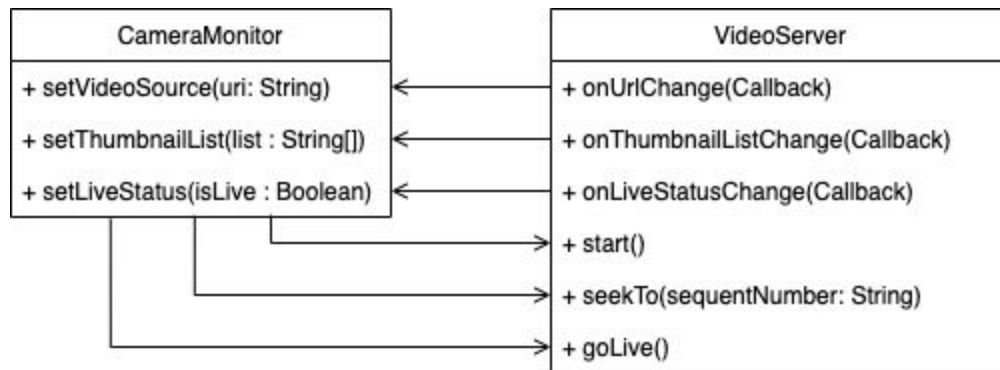 CameraMonitor
+ setVideoSource(uri: String)
+ setThumbnailList(list : String[])
+ setLiveStatus(isLive : Boolean)
VideoServer
+ onUrlChange(Callback)
+ onThumbnailListChange(Callback)
+ onLiveStatusChange(Callback)
+ start()
+ seekTo(sequentNumber: String)
+ goLive()